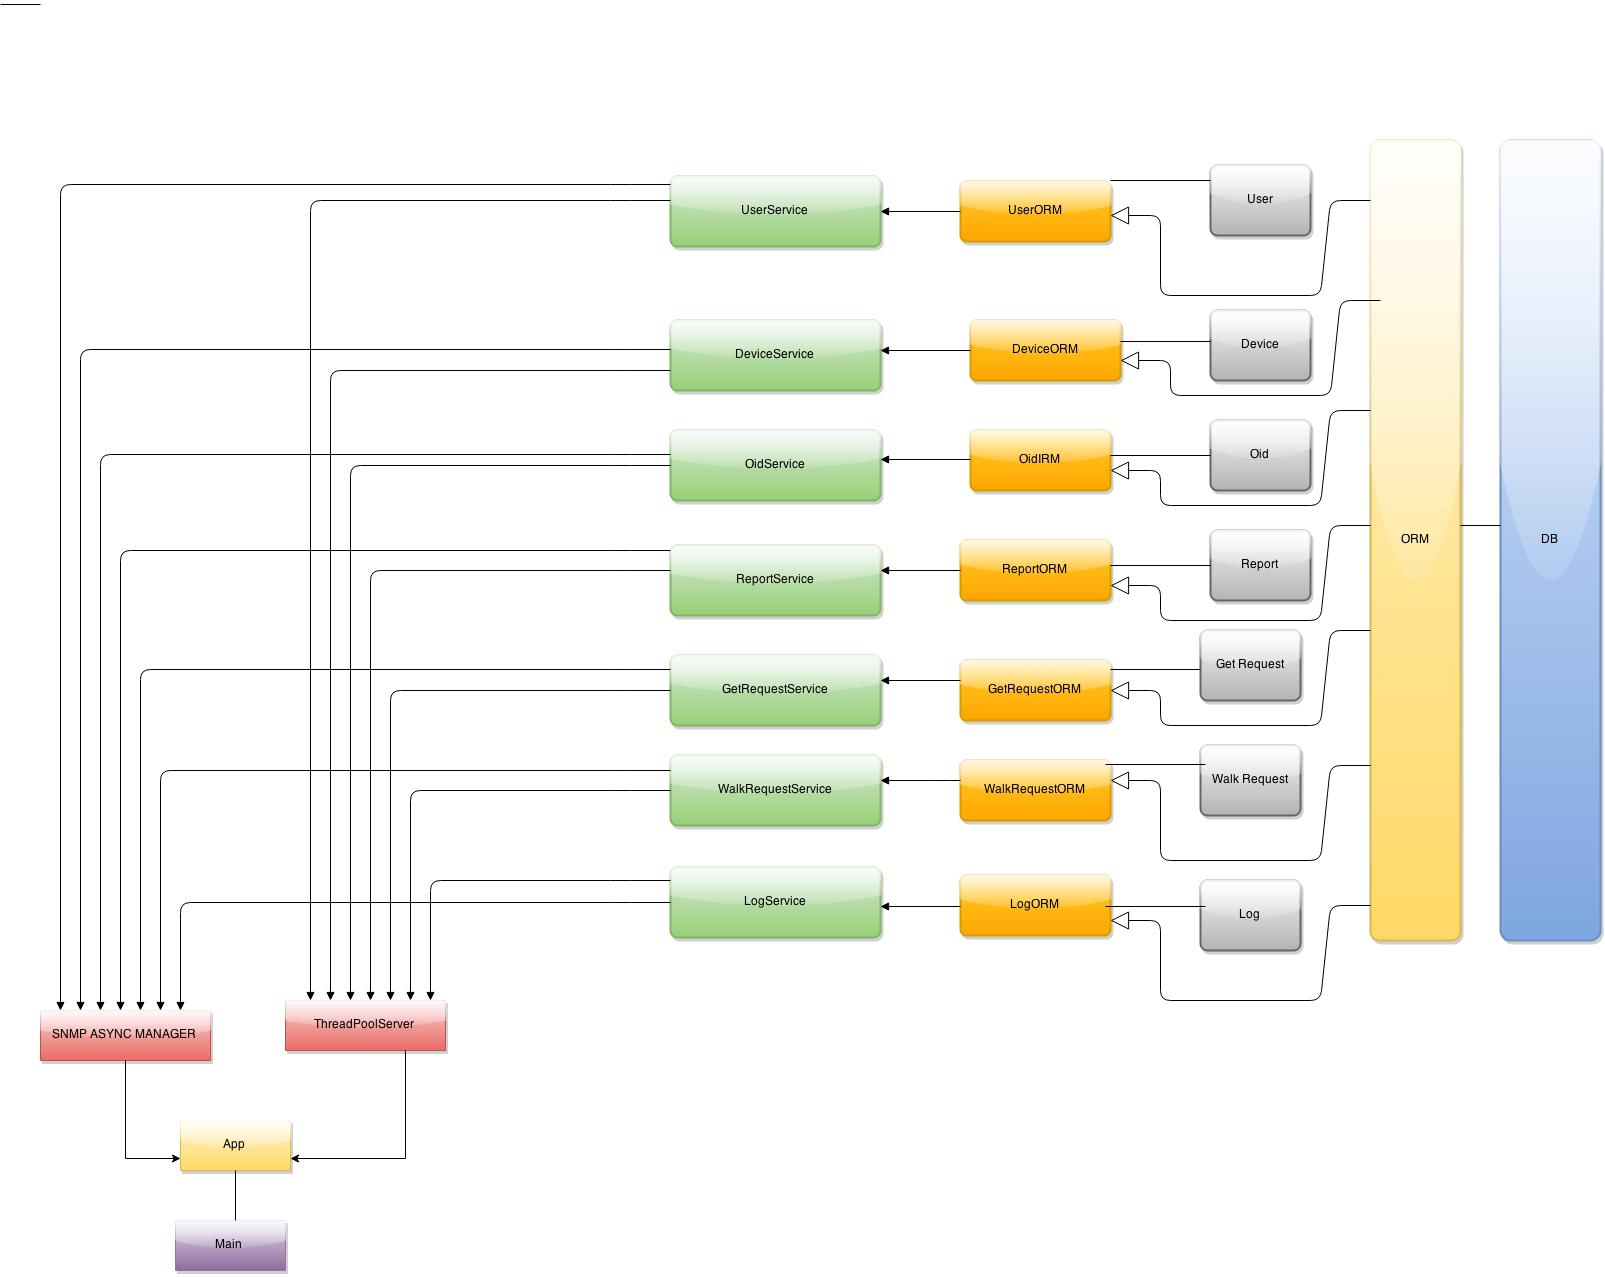 UserService
UserORM
User
DeviceService
DeviceORM
Device
OidService
OidIRM
Oid
ORM
DB
ReportService
ReportORM
Report
GetRequestService
GetRequestORM
Get Request
WalkRequestService
WalkRequestORM
Walk Request
LogService
LogORM
Log
SNMP ASYNC MANAGER
ThreadPoolServer
App
Main